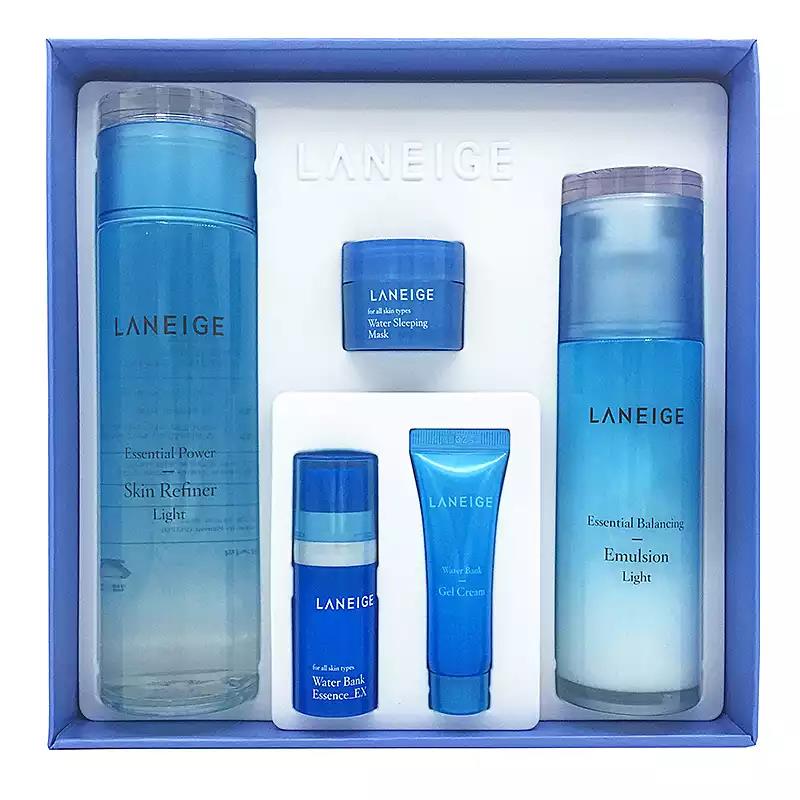 LANEIGE
LANEIGE
Essential Power
Skin Refiner
Light
LANEIGE
for all skin types
Water Sleeping
Mask
LANEIGE
for all skin types
Water Bank
Essence_EX
LANEIGE
Water Bank
Gel Cream
LANEIGE
Essential Balancing
Emulsion
Light